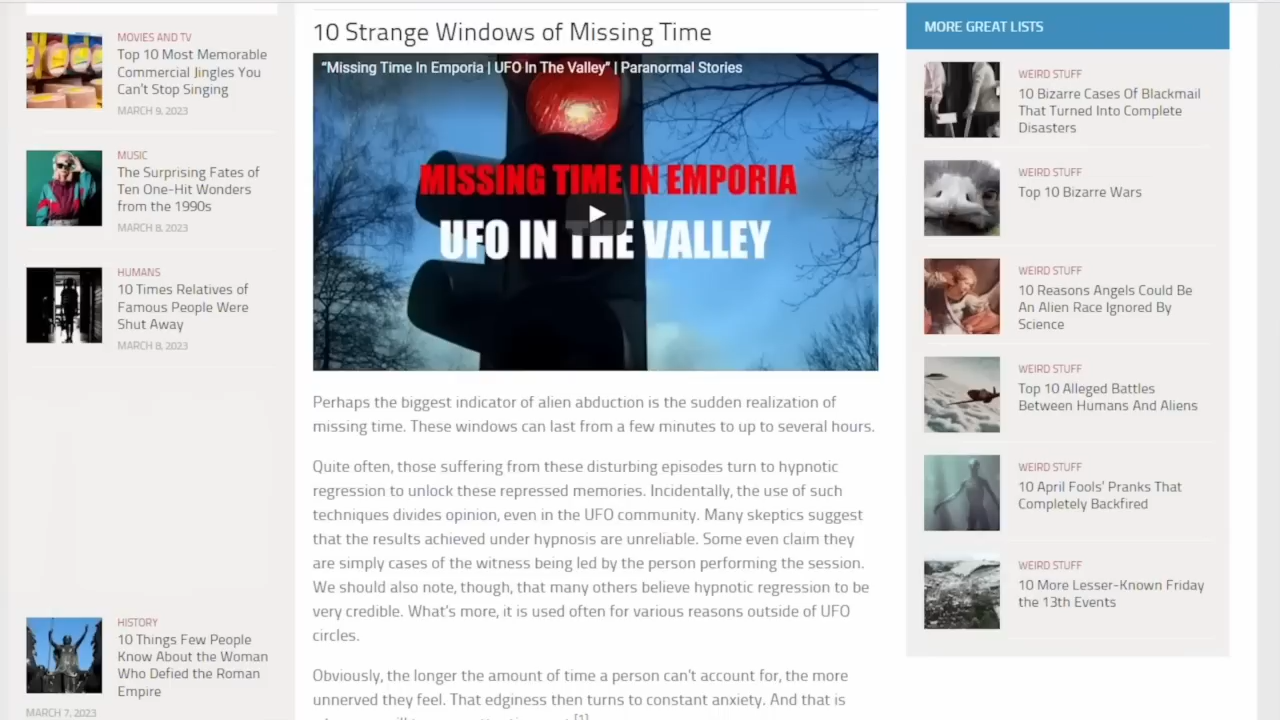 MOVIES AND TV
Top 10 Most Memorable
Commercial Jingles You
Can't Stop Singing
MARCH 9, 2023
MUSIC
The Surprising Fates of
Ten One-Hit Wonders
from the 1990s
MARCH 8, 2023
HUMANS
10 Times Relatives of
Famous People Were
Shut Away
MARCH 8, 2023
HISTORY
10 Things Few People
Know About the Woman
Who Defied the Roman
Empire
MARCH 7, 2023
10 Strange Windows of Missing Time
“Missing Time In Emporia | UFO In The Valley” | Paranormal Stories
MISSING TIME IN EMPORIA
UFO IN THE VALLEY
Perhaps the biggest indicator of alien abduction is the sudden realization of
missing time. These windows can last from a few minutes to up to several hours.
Quite often, those suffering from these disturbing episodes turn to hypnotic
regression to unlock these repressed memories. Incidentally, the use of such
techniques divides opinion, even in the UFO community. Many skeptics suggest
that the results achieved under hypnosis are unreliable. Some even claim they
are simply cases of the witness being led by the person performing the session.
We should also note, though, that many others believe hypnotic regression to be
very credible. What's more, it is used often for various reasons outside of UFO
circles.
Obviously, the longer the amount of time a person can't account for, the more
unnerved they feel. That edginess then turns to constant anxiety. And that is
[1]
MORE GREAT LISTS
WEIRD STUFF
10 Bizarre Cases Of Blackmail
That Turned Into Complete
Disasters
WEIRD STUFF
Top 10 Bizarre Wars
WEIRD STUFF
10 Reasons Angels Could Be
An Alien Race Ignored By
Science
WEIRD STUFF
Top 10 Alleged Battles
Between Humans And Aliens
WEIRD STUFF
10 April Fools' Pranks That
Completely Backfired
WEIRD STUFF
10 More Lesser-Known Friday
the 13th Events